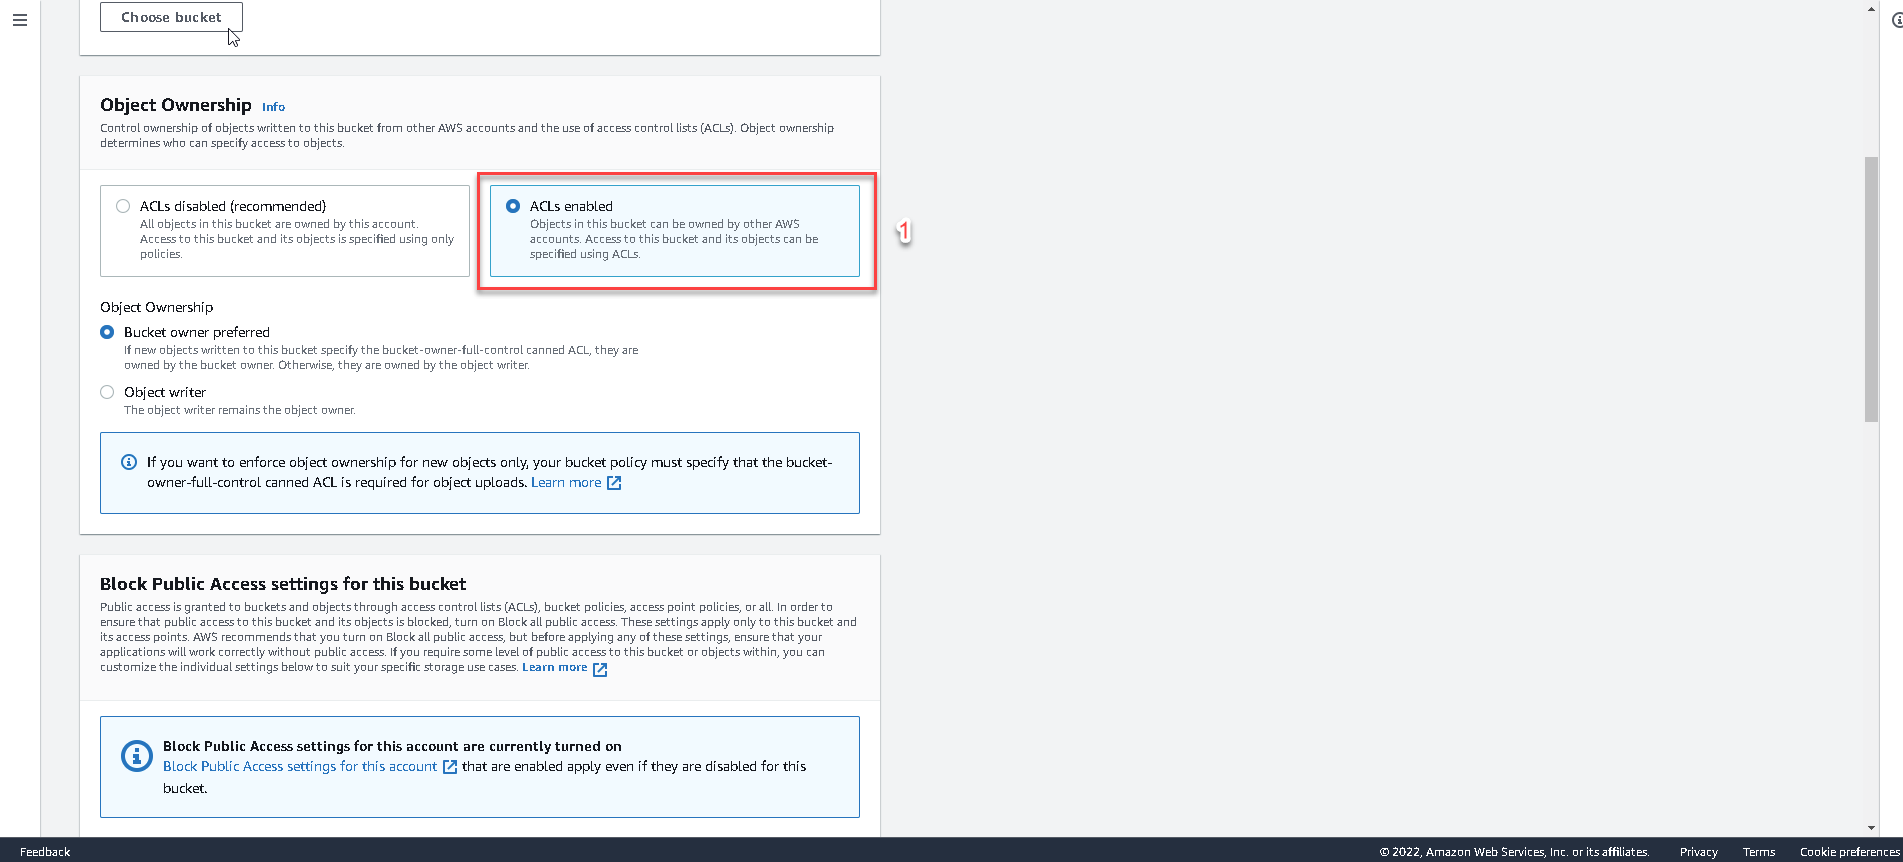 Choose bucket
Object Ownership Info
Control ownership of objects written to this bucket from other AWS accounts and the use of access control lists (ACLs). Object ownership
determines who can specify access to objects.
ACLs disabled (recommended)
All objects in this bucket are owned by this account.
Access to this bucket and its objects is specified using only
policies.
ACLs enabled
Objects in this bucket can be owned by other AWS
accounts. Access to this bucket and its objects can be
specified using ACLs.
1
Object Ownership
Bucket owner preferred
If new objects written to this bucket specify the bucket-owner-full-control canned ACL, they are
owned by the bucket owner. Otherwise, they are owned by the object writer.
Object writer
The object writer remains the object owner.
If you want to enforce object ownership for new objects only, your bucket policy must specify that the bucket-
owner-full-control canned ACL is required for object uploads. Learn more
Block Public Access settings for this bucket
Public access is granted to buckets and objects through access control lists (ACLs), bucket policies, access point policies, or all. In order to
ensure that public access to this bucket and its objects is blocked, turn on Block all public access. These settings apply only to this bucket and
its access points. AWS recommends that you turn on Block all public access, but before applying any of these settings, ensure that your
applications will work correctly without public access. If you require some level of public access to this bucket or objects within, you can
customize the individual settings below to suit your specific storage use cases. Learn more
Block Public Access settings for this account are currently turned on
Block Public Access settings for this account that are enabled apply even if they are disabled for this
bucket.
Feedback
© 2022, Amazon Web Services, Inc. or its affiliates. Privacy Terms Cookie preferences